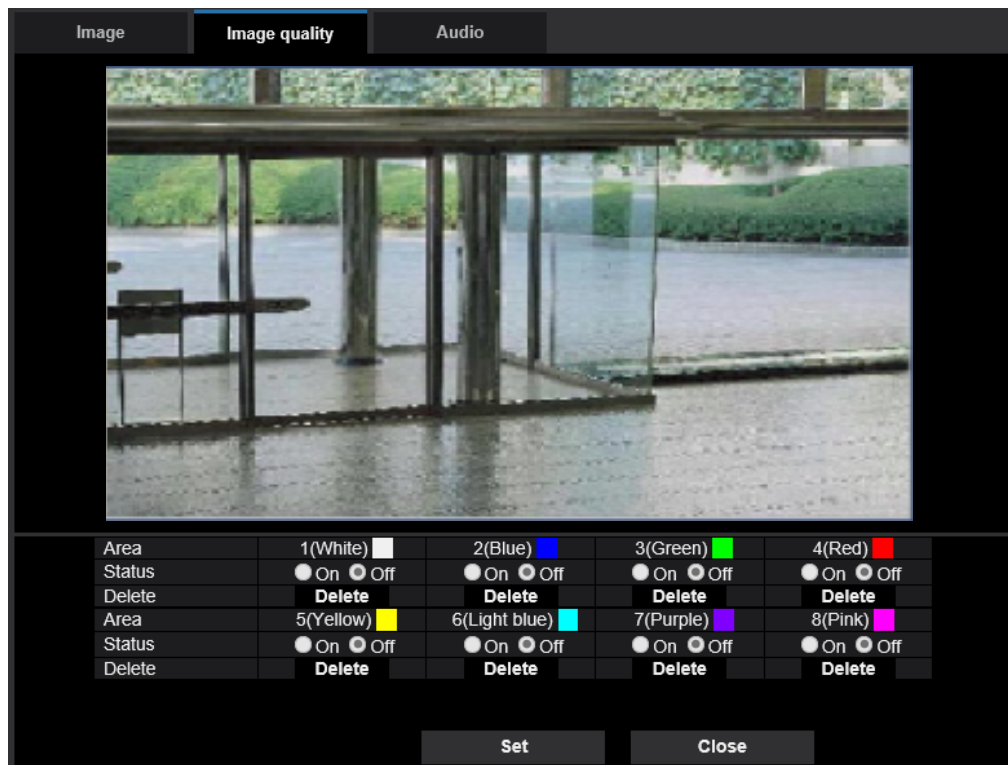 Image Image quality Audio
Area 1(White) 2(Blue) 3(Green) 4(Red)
Status On Off On Off On Off On Off
Delete Delete Delete Delete Delete
Area 5(Yellow) 6(Light blue) 7(Purple) 8(Pink)
Status On Off On Off On Off On Off
Delete Delete Delete Delete Delete
Set Close